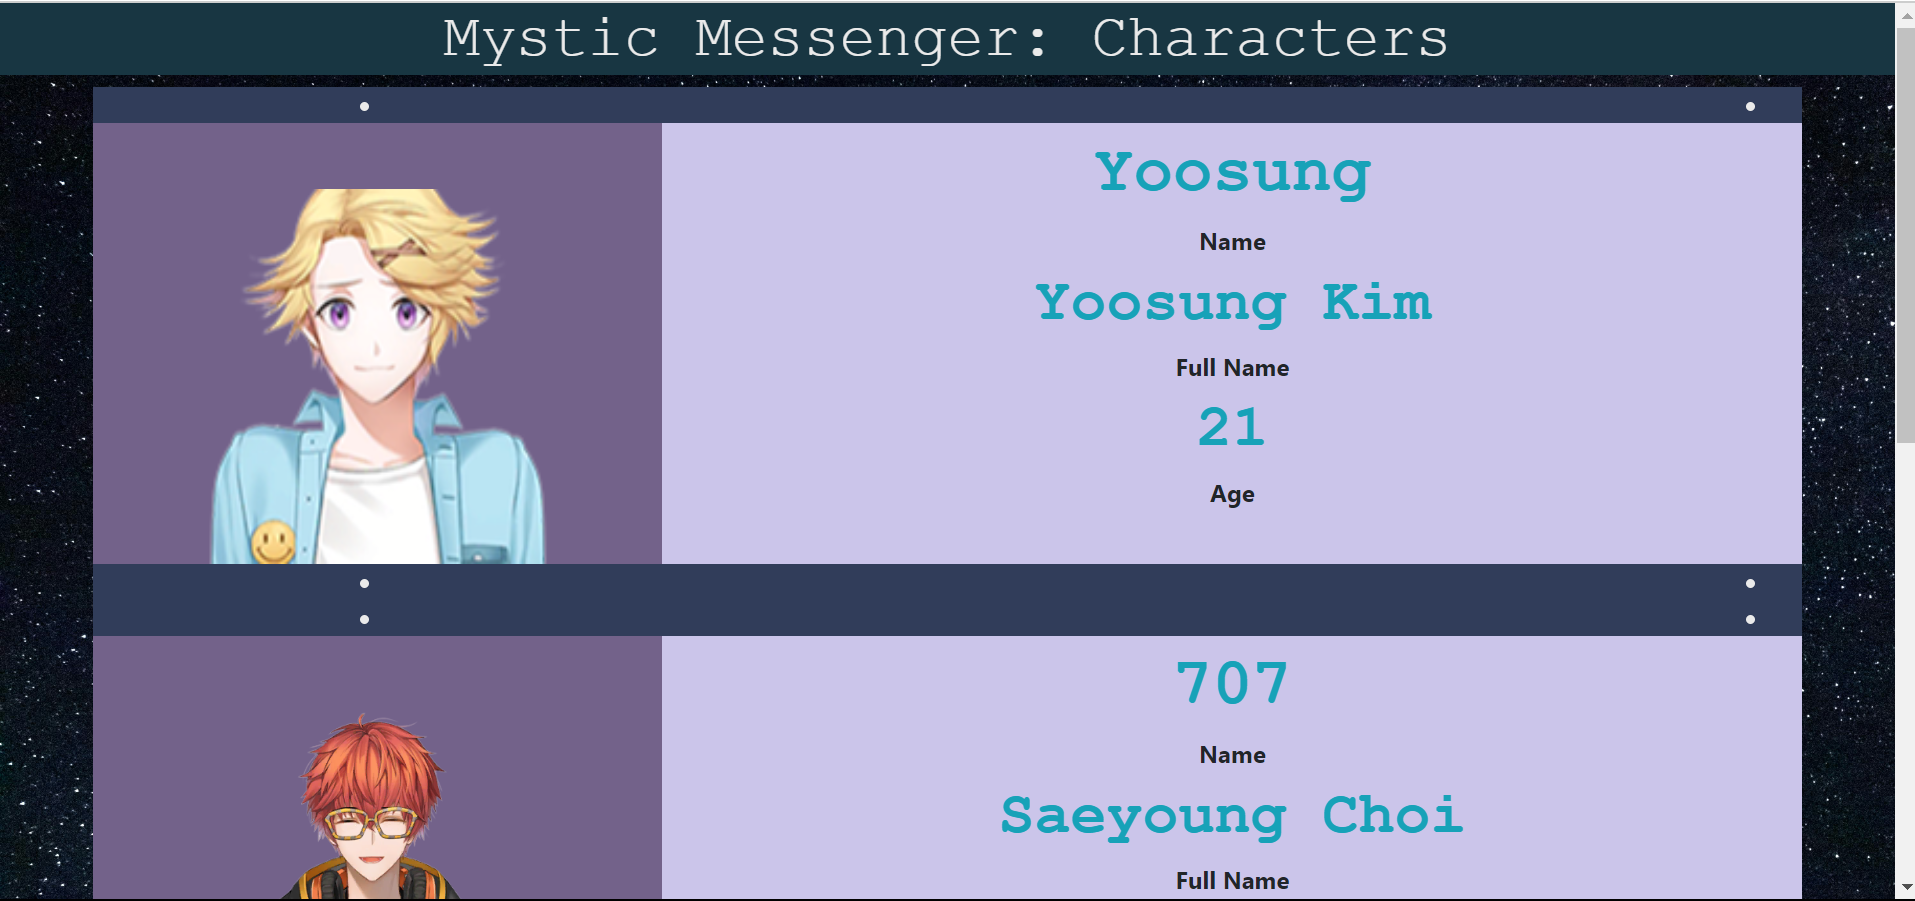 Mystic Messenger: Characters
Yoosung
Name
Yoosung Kim
Full Name
21
Age
707
Name
Saeyoung Choi
Full Name